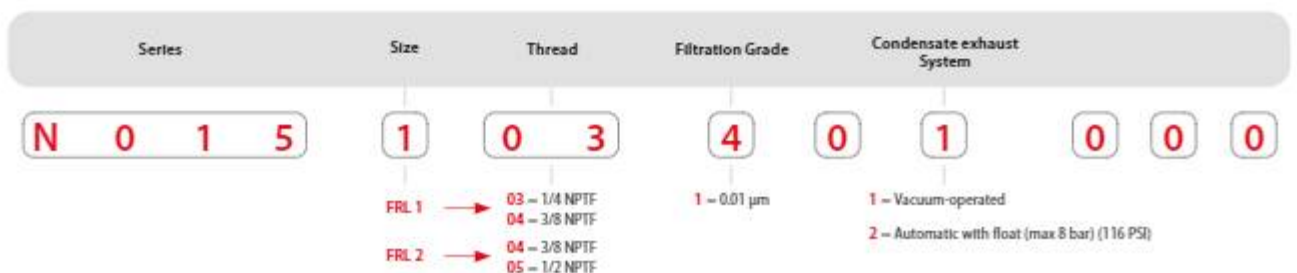 Series Size Thread Filtration Grade Condensate exhaust System
N 0 1 5 1 0 3 4 0 1 0 0 0
FRL 1 03 = 1/4 NPTF 1 = 0.01 µm 1 = Vacuum-operated
04 = 3/8 NPTF
2 = Automatic with float (max 8 bar) (116 PSI)
FRL 2 04 = 3/8 NPTF
05 = 1/2 NPTF